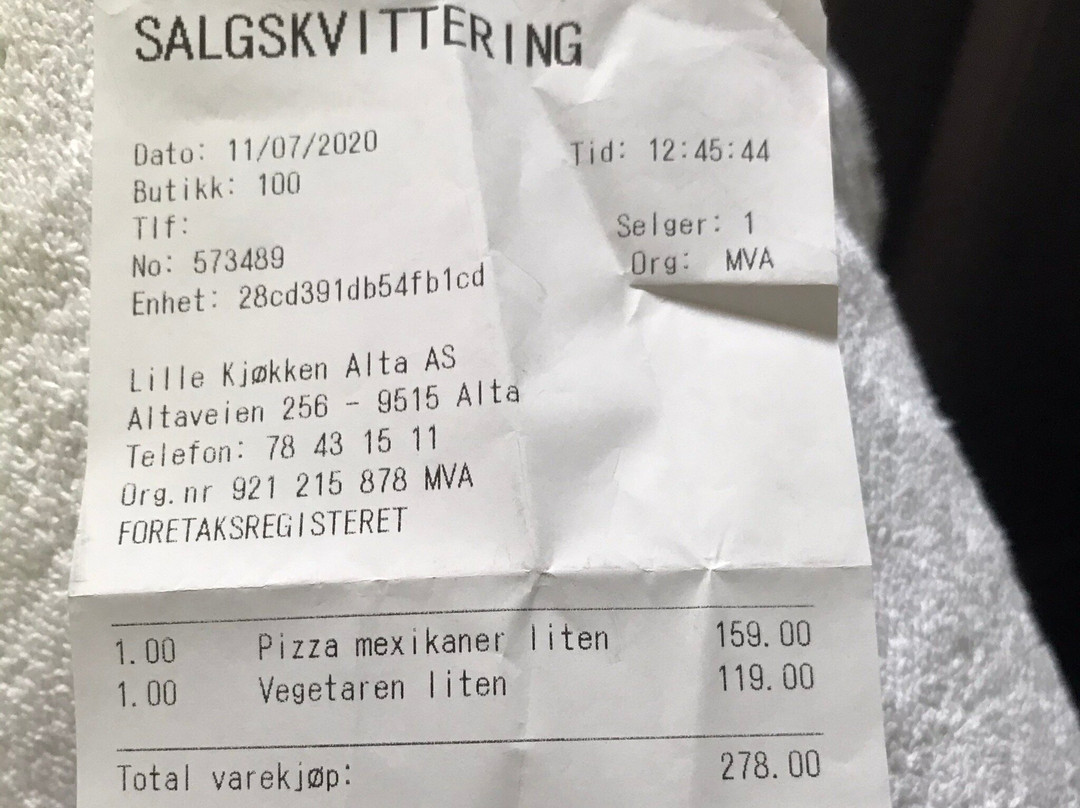 SALGSKVITTERING
Dato: 11/07/2020 Tid: 12:45:44
Butikk: 100
Tlf: Selger: 1
No: 573489 Org: MVA
Enhet: 28cd391db54fb1cd
Lille Kjøkken Alta AS
Altaveien 256 - 9515 Alta
Telefon: 78 43 15 11
Org.nr 921 215 878 MVA
FORETAKSREGISTERET
1.00 Pizza mexikaner liten 159.00
1.00 Vegetaren liten 119.00
Total varekjøp: 278.00